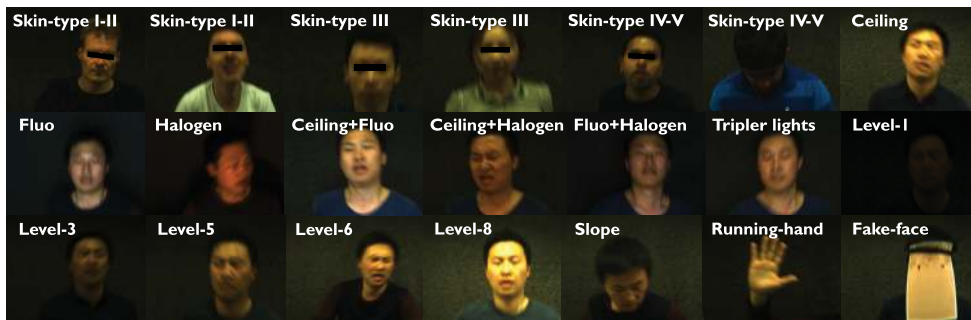 Skin-type I-II
Skin-type I-II
Skin-type III
Skin-type III
Skin-type IV-V
Skin-type IV-V
Ceiling
Fluo
Halogen
Ceiling+Fluo
Ceiling+Halogen
Fluo+Halogen
Tripler lights
Level-1
Level-3
Level-5
Level-6
Level-8
Slope
Running-hand
Fake-face